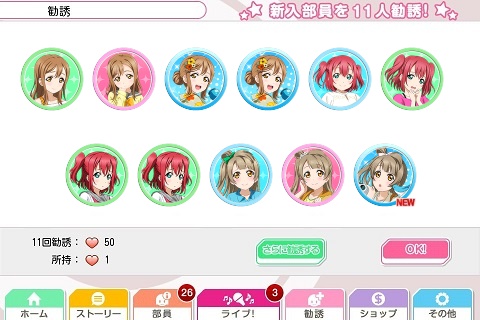 勧誘
新入部員を11人勧誘!
NEW
11回勧誘: 50
所持: 1
さらに勧誘する
OK!
26
3
ホーム
ストーリー
部員
ライブ!
勧誘
ショップ
その他